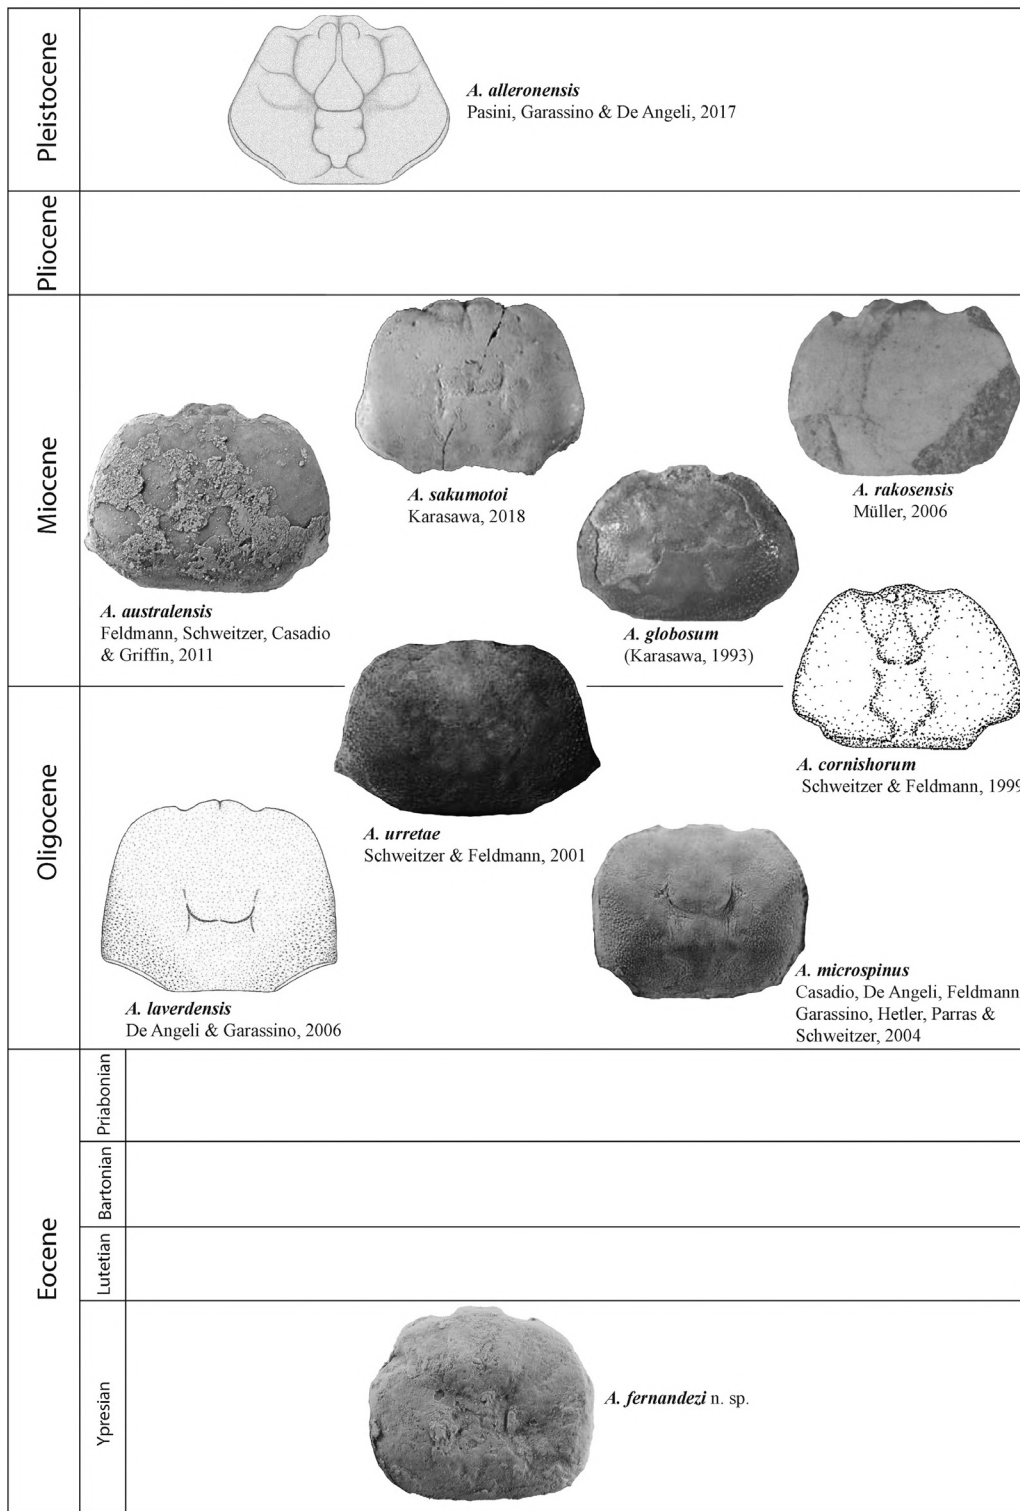 Pleistocene
A. alleronensis
Pasini, Garassino & De Angeli, 2017
Pliocene
Miocene
A. sakumotoi
Karasawa, 2018
A. rakosensis
Müller, 2006
A. australensis
Feldmann, Schweitzer, Casadio
& Griffin, 2011
A. globosum
(Karasawa, 1993)
Oligocene
A. cornishorum
Schweitzer & Feldmann, 1999
A. urretae
Schweitzer & Feldmann, 2001
A. laverdensis
De Angeli & Garassino, 2006
A. microspinus
Casadio, De Angeli, Feldmann
Garassino, Hetler, Parras &
Schweitzer, 2004
Eocene
Priabonian
Bartonian
Lutetian
Ypresian
A. fernandezi n. sp.